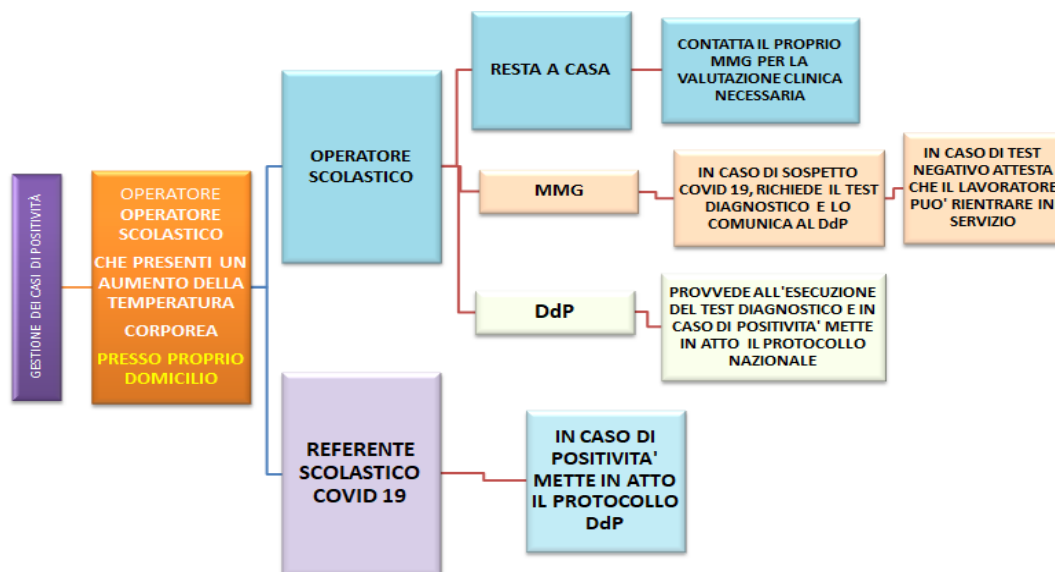 GESTIONE DEI CASI DI POSITIVITÀ
OPERATORE
OPERATORE
SCOLASTICO
CHE PRESENTI UN
AUMENTO DELLA
TEMPERATURA
CORPOREA
PRESSO PROPRIO
DOMICILIO
OPERATORE
SCOLASTICO
RESTA A CASA
CONTATTA IL PROPRIO
MMG PER LA
VALUTAZIONE CLINICA
NECESSARIA
MMG
IN CASO DI SOSPETTO
COVID 19, RICHIEDE IL TEST
DIAGNOSTICO E LO
COMUNICA AL DdP
IN CASO DI TEST
NEGATIVO ATTESTA
CHE IL LAVORATORE
PUO' RIENTRARE IN
SERVIZIO
DdP
PROVVEDE ALL'ESECUZIONE
DEL TEST DIAGNOSTICO E IN
CASO DI POSITIVITA' METTE
IN ATTO IL PROTOCOLLO
NAZIONALE
REFERENTE
SCOLASTICO
COVID 19
IN CASO DI
POSITIVITA'
METTE IN ATTO
IL PROTOCOLLO
DdP